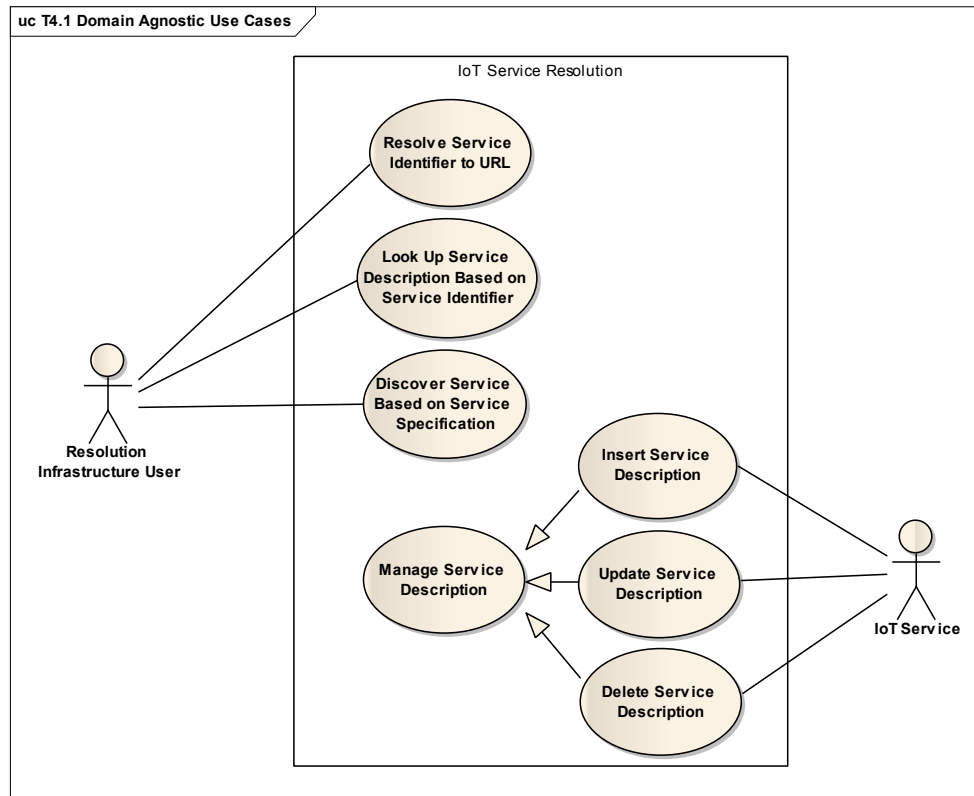 uc T4.1 Domain Agnostic Use Cases
IoT Service Resolution
Resolve Service
Identifier to URL
Look Up Service
Description Based on
Service Identifier
Discover Service
Based on Service
Specification
Resolution
Infrastructure User
Insert Service
Description
Manage Service
Description
Update Service
Description
IoT Service
Delete Service
Description